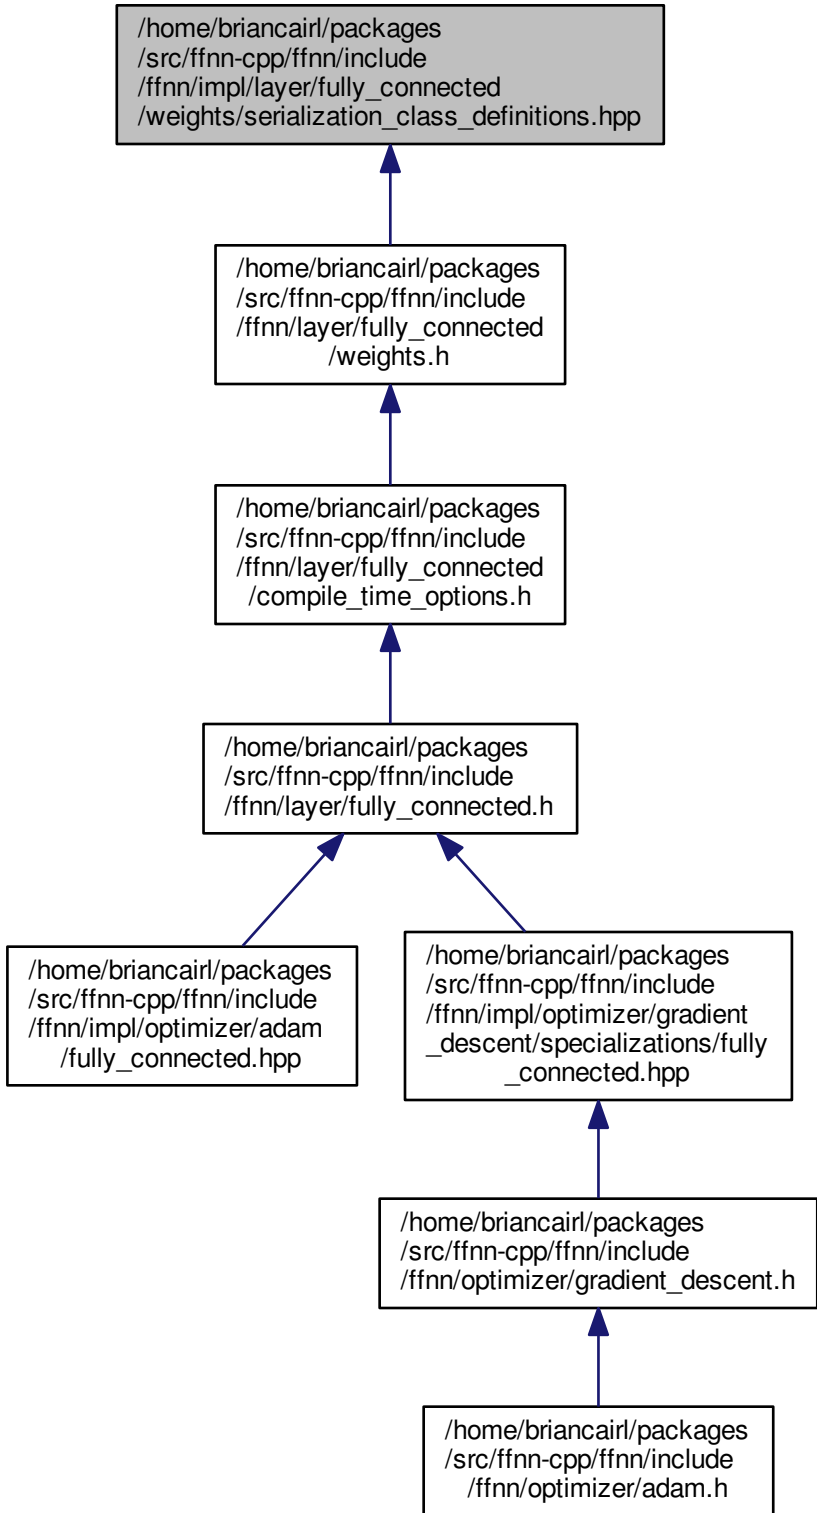 /home/briancairl/packages
/src/ffnn-cpp/ffnn/include
/ffnn/impl/layer/fully_connected
/weights/serialization_class_definitions.hpp
/home/briancairl/packages
/src/ffnn-cpp/ffnn/include
/ffnn/layer/fully_connected
/weights.h
/home/briancairl/packages
/src/ffnn-cpp/ffnn/include
/ffnn/layer/fully_connected
/compile_time_options.h
/home/briancairl/packages
/src/ffnn-cpp/ffnn/include
/ffnn/layer/fully_connected.h
/home/briancairl/packages
/src/ffnn-cpp/ffnn/include
/ffnn/impl/optimizer/adam
/fully_connected.hpp
/home/briancairl/packages
/src/ffnn-cpp/ffnn/include
/ffnn/impl/optimizer/gradient
_descent/specializations/fully
_connected.hpp
/home/briancairl/packages
/src/ffnn-cpp/ffnn/include
/ffnn/optimizer/gradient_descent.h
/home/briancairl/packages
/src/ffnn-cpp/ffnn/include
/ffnn/optimizer/adam.h